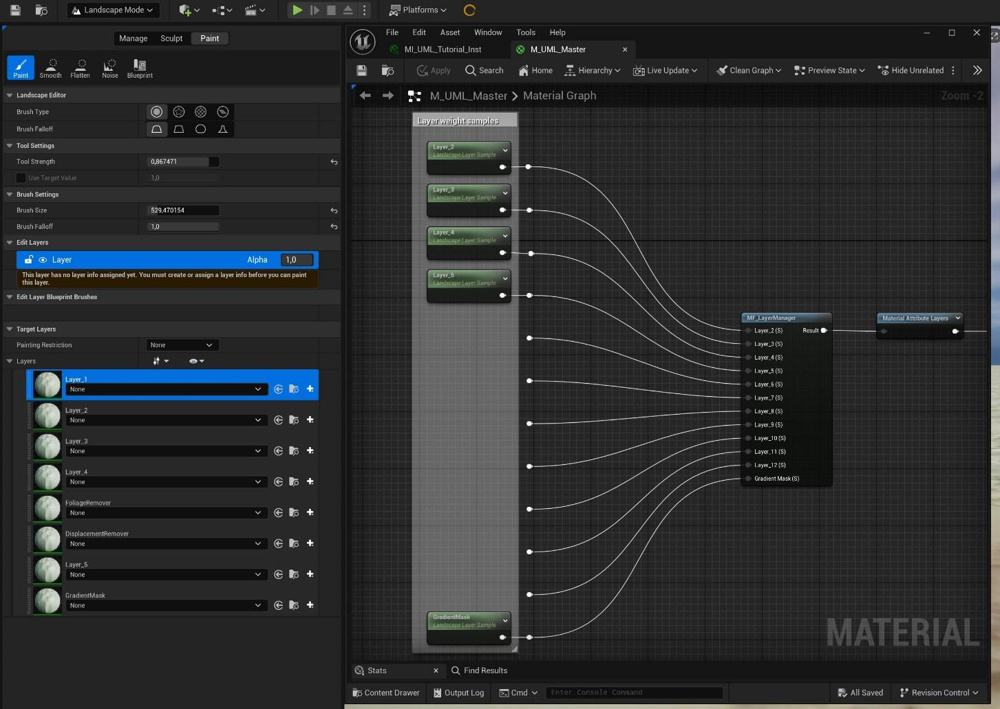 Landscape Mode
Platforms
Manage
Sculpt
Paint
Paint
Smooth
Flatten
Noise
Blueprint
Landscape Editor
Brush Type
Brush Falloff
Tool Settings
Tool Strength
0,867471
Use Target Value
1,0
Brush Settings
Brush Size
529,470154
Brush Falloff
1,0
Edit Layers
Layer
Alpha
1,0
This layer has no layer info assigned yet. You must create or assign a layer info before you can paint
this layer.
Edit Layer Blueprint Brushes
Target Layers
Painting Restriction
None
Layers
Layer_1
None
Layer_2
None
Layer_3
None
Layer_4
None
FoliageRemover
None
DisplacementRemover
None
Layer_5
None
GradientMask
None
File
Edit
Asset
Window
Tools
Help
MI_UML_Tutorial_Inst
M_UML_Master
Apply
Search
Home
Hierarchy
Live Update
Clean Graph
Preview State
Hide Unrelated
M_UML_Master > Material Graph
Zoom -2
Layer weight samples
Layer_2
Landscape Layer Sample
Layer_3
Landscape Layer Sample
Layer_4
Landscape Layer Sample
Layer_5
Landscape Layer Sample
GradientMask
Landscape Layer Sample
MF_LayerManager
Layer_2 (S)
Result
Layer_3 (S)
Layer_4 (S)
Layer_5 (S)
Layer_6 (S)
Layer_7 (S)
Layer_8 (S)
Layer_9 (S)
Layer_10 (S)
Layer_11 (S)
Layer_12 (S)
Gradient Mask (S)
Material Attribute Layers
MATERIAL
Stats
Find Results
Content Drawer
Output Log
Cmd
Enter Console Command
All Saved
Revision Control